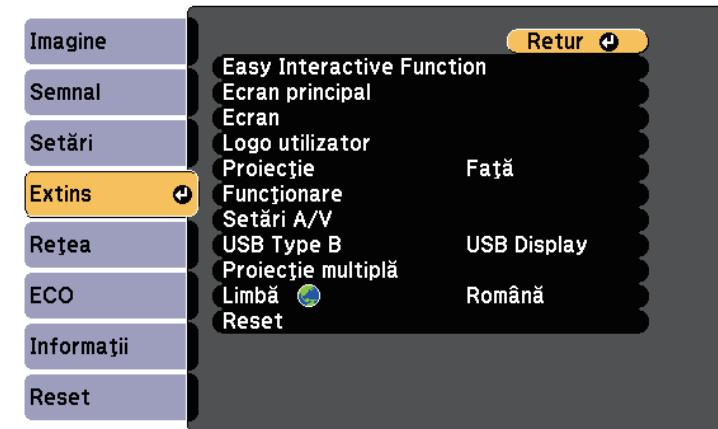 Imagine
Semnal
Setări
Extins
Reţea
ECO
Informaţii
Reset
Retur
Easy Interactive Function
Ecran principal
Ecran
Logo utilizator
Proiecţie Faţă
Funcţionare
Setări A/V
USB Type B USB Display
Proiecţie multiplă
Limbă Română
Reset